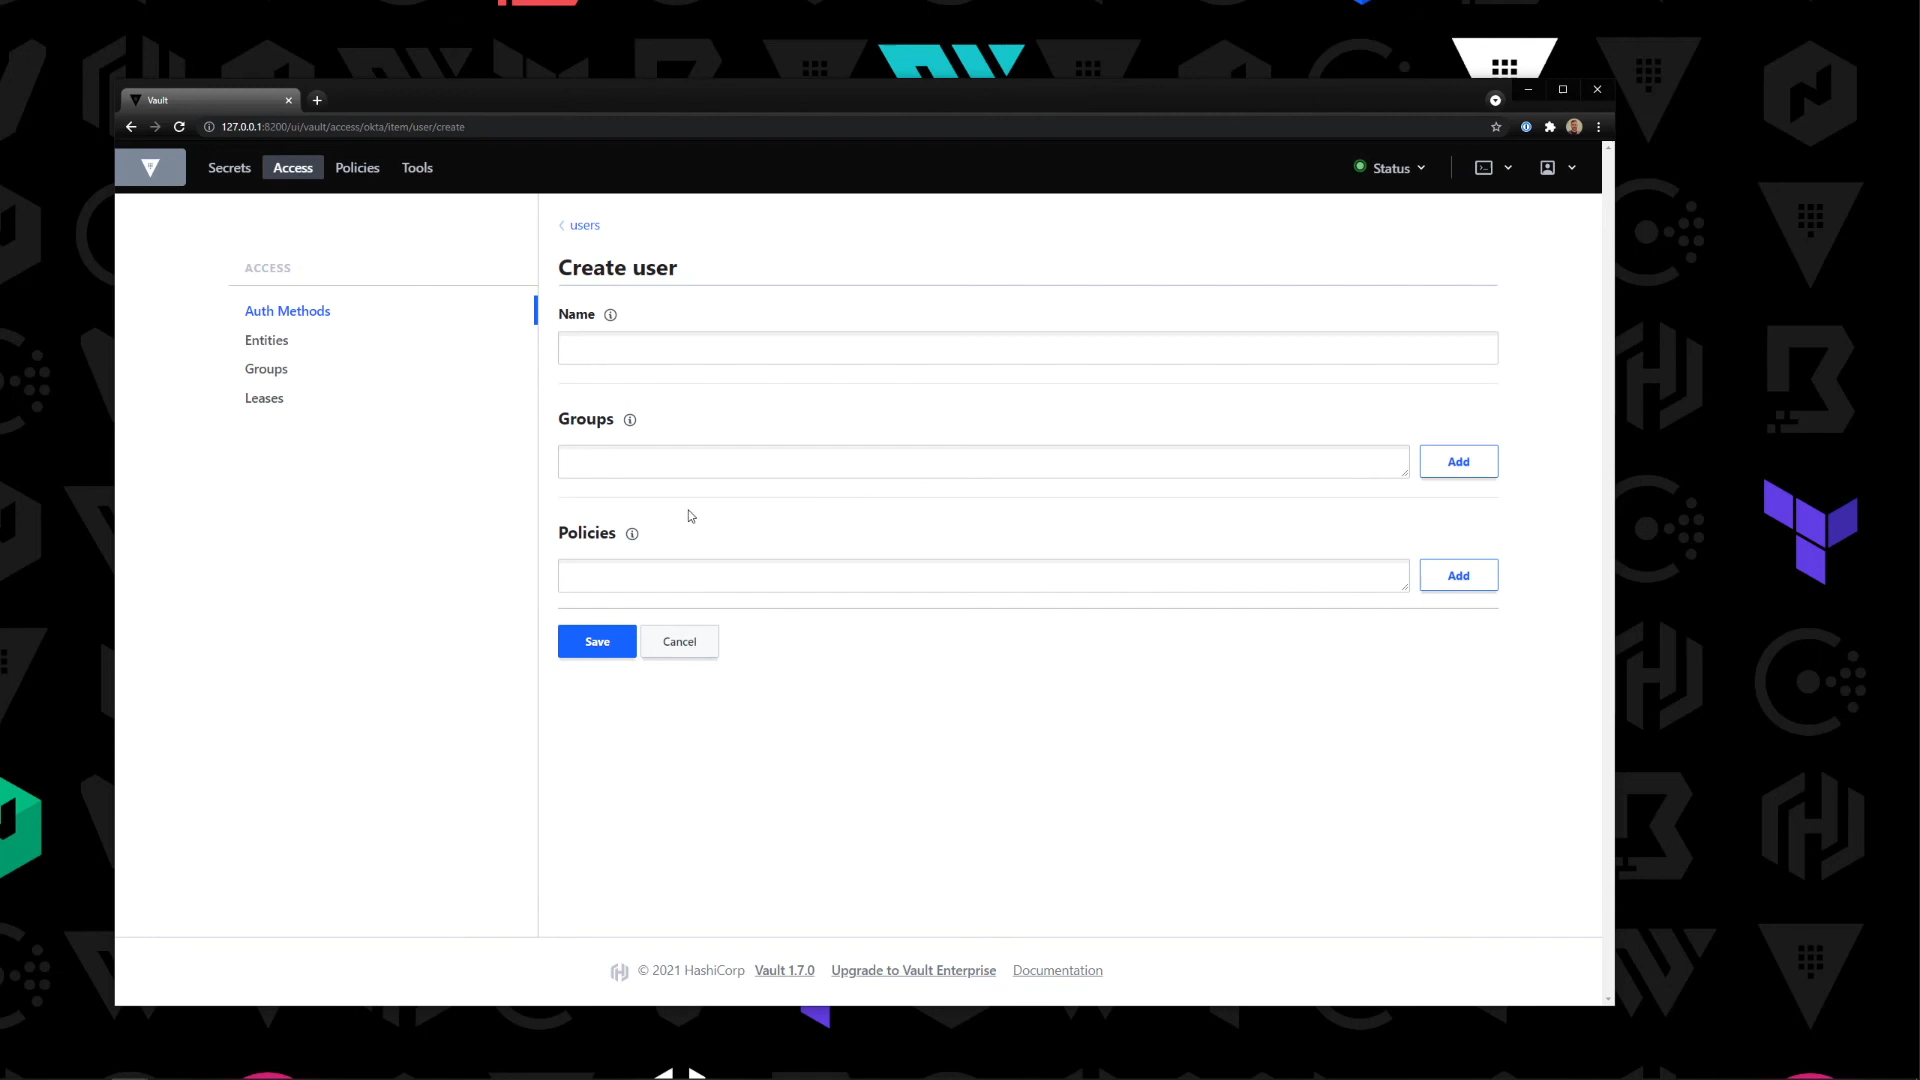 Vault
127.0.0.1:8200/ui/vault/access/okta/item/user/create
Secrets Access Policies Tools Status
users
ACCESS
Create user
Auth Methods
Name
Entities
Groups
Leases
Groups
Add
Policies
Add
Save Cancel
© 2021 HashiCorp Vault 1.7.0 Upgrade to Vault Enterprise Documentation